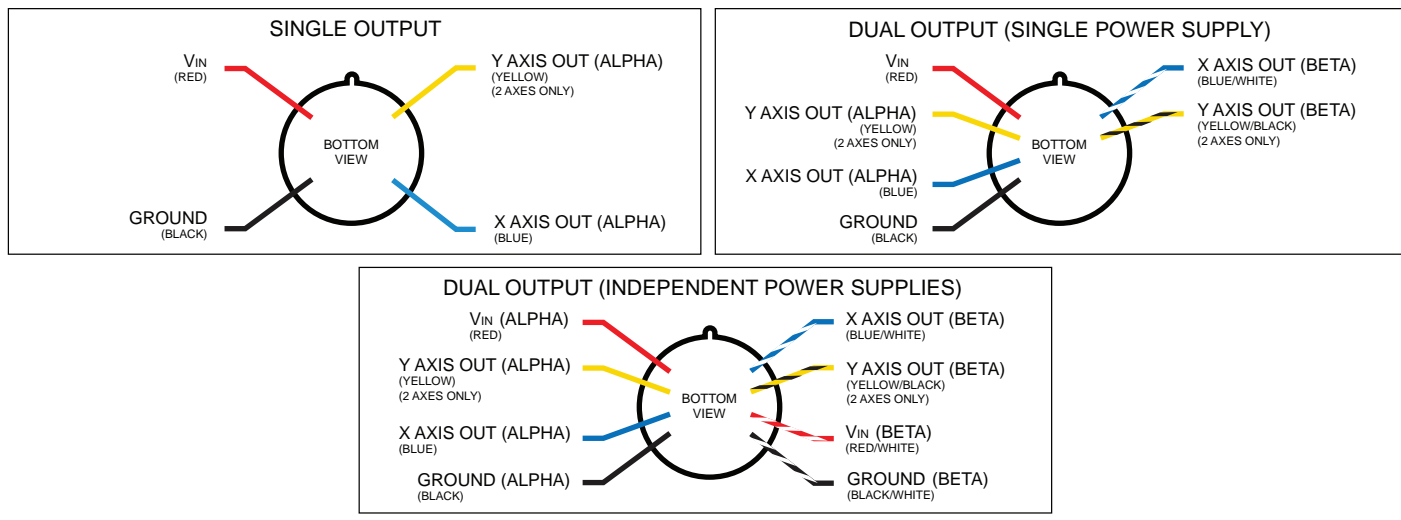 SINGLE OUTPUT
VIN
(RED)
Y AXIS OUT (ALPHA)
(YELLOW)
(2 AXES ONLY)
BOTTOM
VIEW
GROUND
(BLACK)
X AXIS OUT (ALPHA)
(BLUE)
DUAL OUTPUT (SINGLE POWER SUPPLY)
VIN
(RED)
X AXIS OUT (BETA)
(BLUE/WHITE)
Y AXIS OUT (ALPHA)
(YELLOW)
(2 AXES ONLY)
Y AXIS OUT (BETA)
(YELLOW/BLACK)
(2 AXES ONLY)
BOTTOM
VIEW
X AXIS OUT (ALPHA)
(BLUE)
GROUND
(BLACK)
DUAL OUTPUT (INDEPENDENT POWER SUPPLIES)
VIN (ALPHA)
(RED)
X AXIS OUT (BETA)
(BLUE/WHITE)
Y AXIS OUT (ALPHA)
(YELLOW)
(2 AXES ONLY)
Y AXIS OUT (BETA)
(YELLOW/BLACK)
(2 AXES ONLY)
BOTTOM
VIEW
X AXIS OUT (ALPHA)
(BLUE)
VIN (BETA)
(RED/WHITE)
GROUND (ALPHA)
(BLACK)
GROUND (BETA)
(BLACK/WHITE)